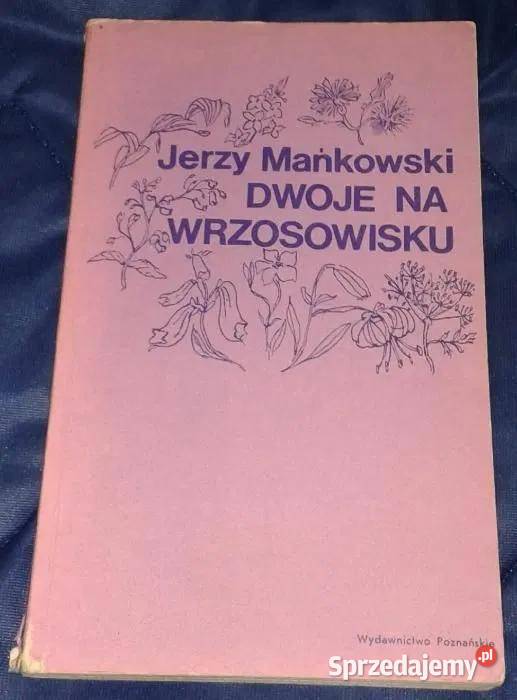 Jerzy Mańkowski
DWOJE NA
WRZOSOWISKU
Wydawnictwo Poznańskie
Sprzedajemy.pl